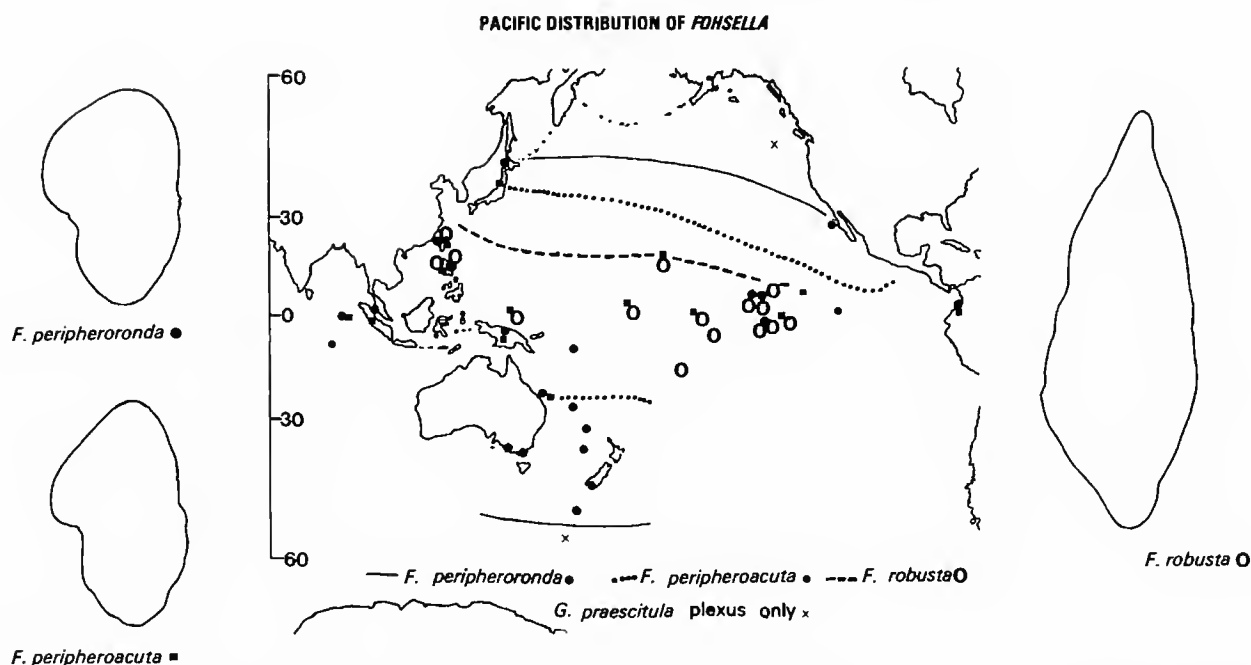 PACIFIC DISTRIBUTION OF FOHSELLA
60
30
0
30
60
F. peripheroronda ●
F. peripheroacuta ■
F. robusta O
F. peripheroronda ● F. peripheroacuta ● F. robusta O
G. praescitula plexus only ×